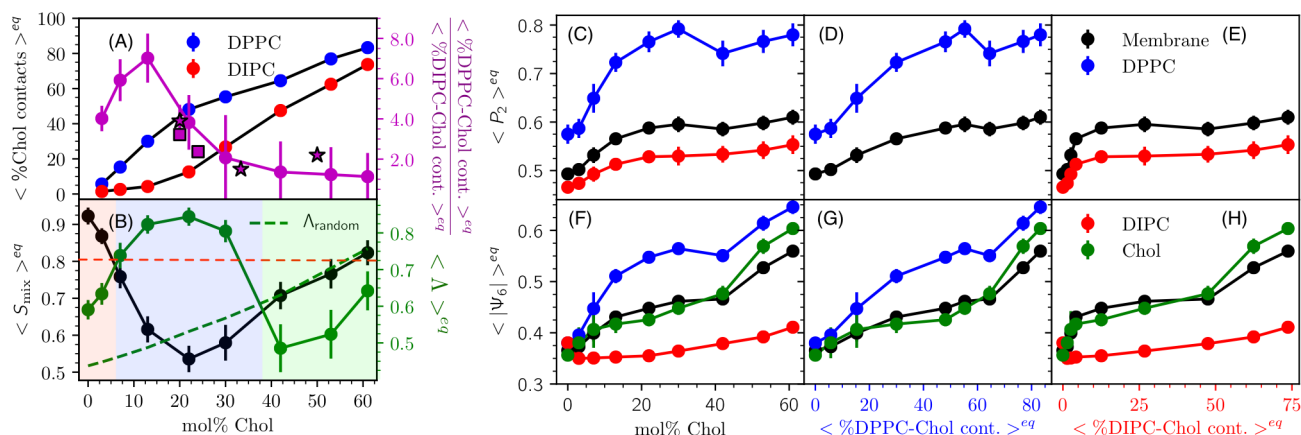 < %Chol contacts >^eq
(A)
DPPC
DIPC
100
80
60
40
20
0
8.0
6.0
4.0
2.0
< %DPPC-Chol cont. >^eq
< %DIPC-Chol cont. >^eq
< S_mix >^eq
(B)
Λ_random
0.9
0.8
0.7
0.6
0.5
0.8
0.7
0.6
0.5
< Λ >^eq
0 10 20 30 40 50 60
mol% Chol
< P_2 >^eq
0.8
0.7
0.6
0.5
(C)
(D)
(E)
Membrane
DPPC
< |Ψ_6| >^eq
0.6
0.5
0.4
0.3
(F)
(G)
(H)
DIPC
Chol
0 20 40 60
mol% Chol
0 20 40 60 80
< %DPPC-Chol cont. >^eq
0 25 50 75
< %DIPC-Chol cont. >^eq